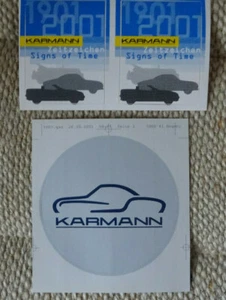 1901 1901
2001 2001
KARMANN KARMANN
Zeitzeichen Zeitzeichen
Signs of Time Signs of Time
KARMANN